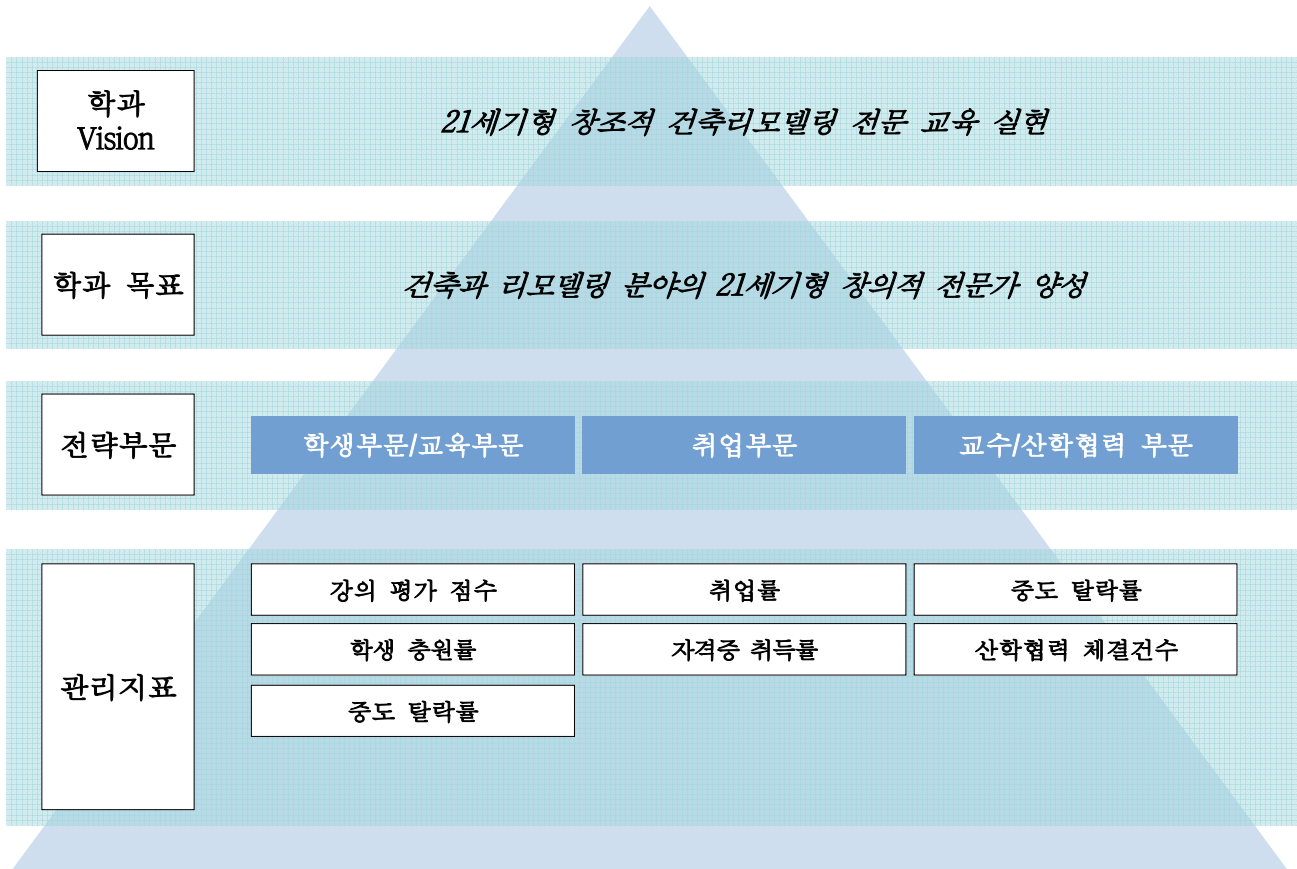 학과
Vision
21세기형 창조적 건축리모델링 전문 교육 실현
학과 목표
건축과 리모델링 분야의 21세기형 창의적 전문가 양성
전략부문
학생부문/교육부문
취업부문
교수/산학협력 부문
관리지표
강의 평가 점수
취업률
중도 탈락률
학생 충원률
자격증 취득률
산학협력 체결건수
중도 탈락률